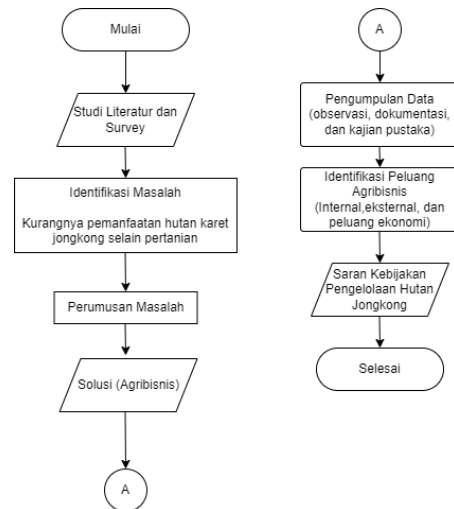 Mulai
Studi Literatur dan
Survey
Identifikasi Masalah
Kurangnya pemanfaatan hutan karet
jongkong selain pertanian
Perumusan Masalah
Solusi (Agribisnis)
A
A
Pengumpulan Data
(observasi, dokumentasi,
dan kajian pustaka)
Identifikasi Peluang
Agribisnis
(Internal,eksternal, dan
peluang ekonomi)
Saran Kebijakan
Pengelolaan Hutan
Jongkong
Selesai